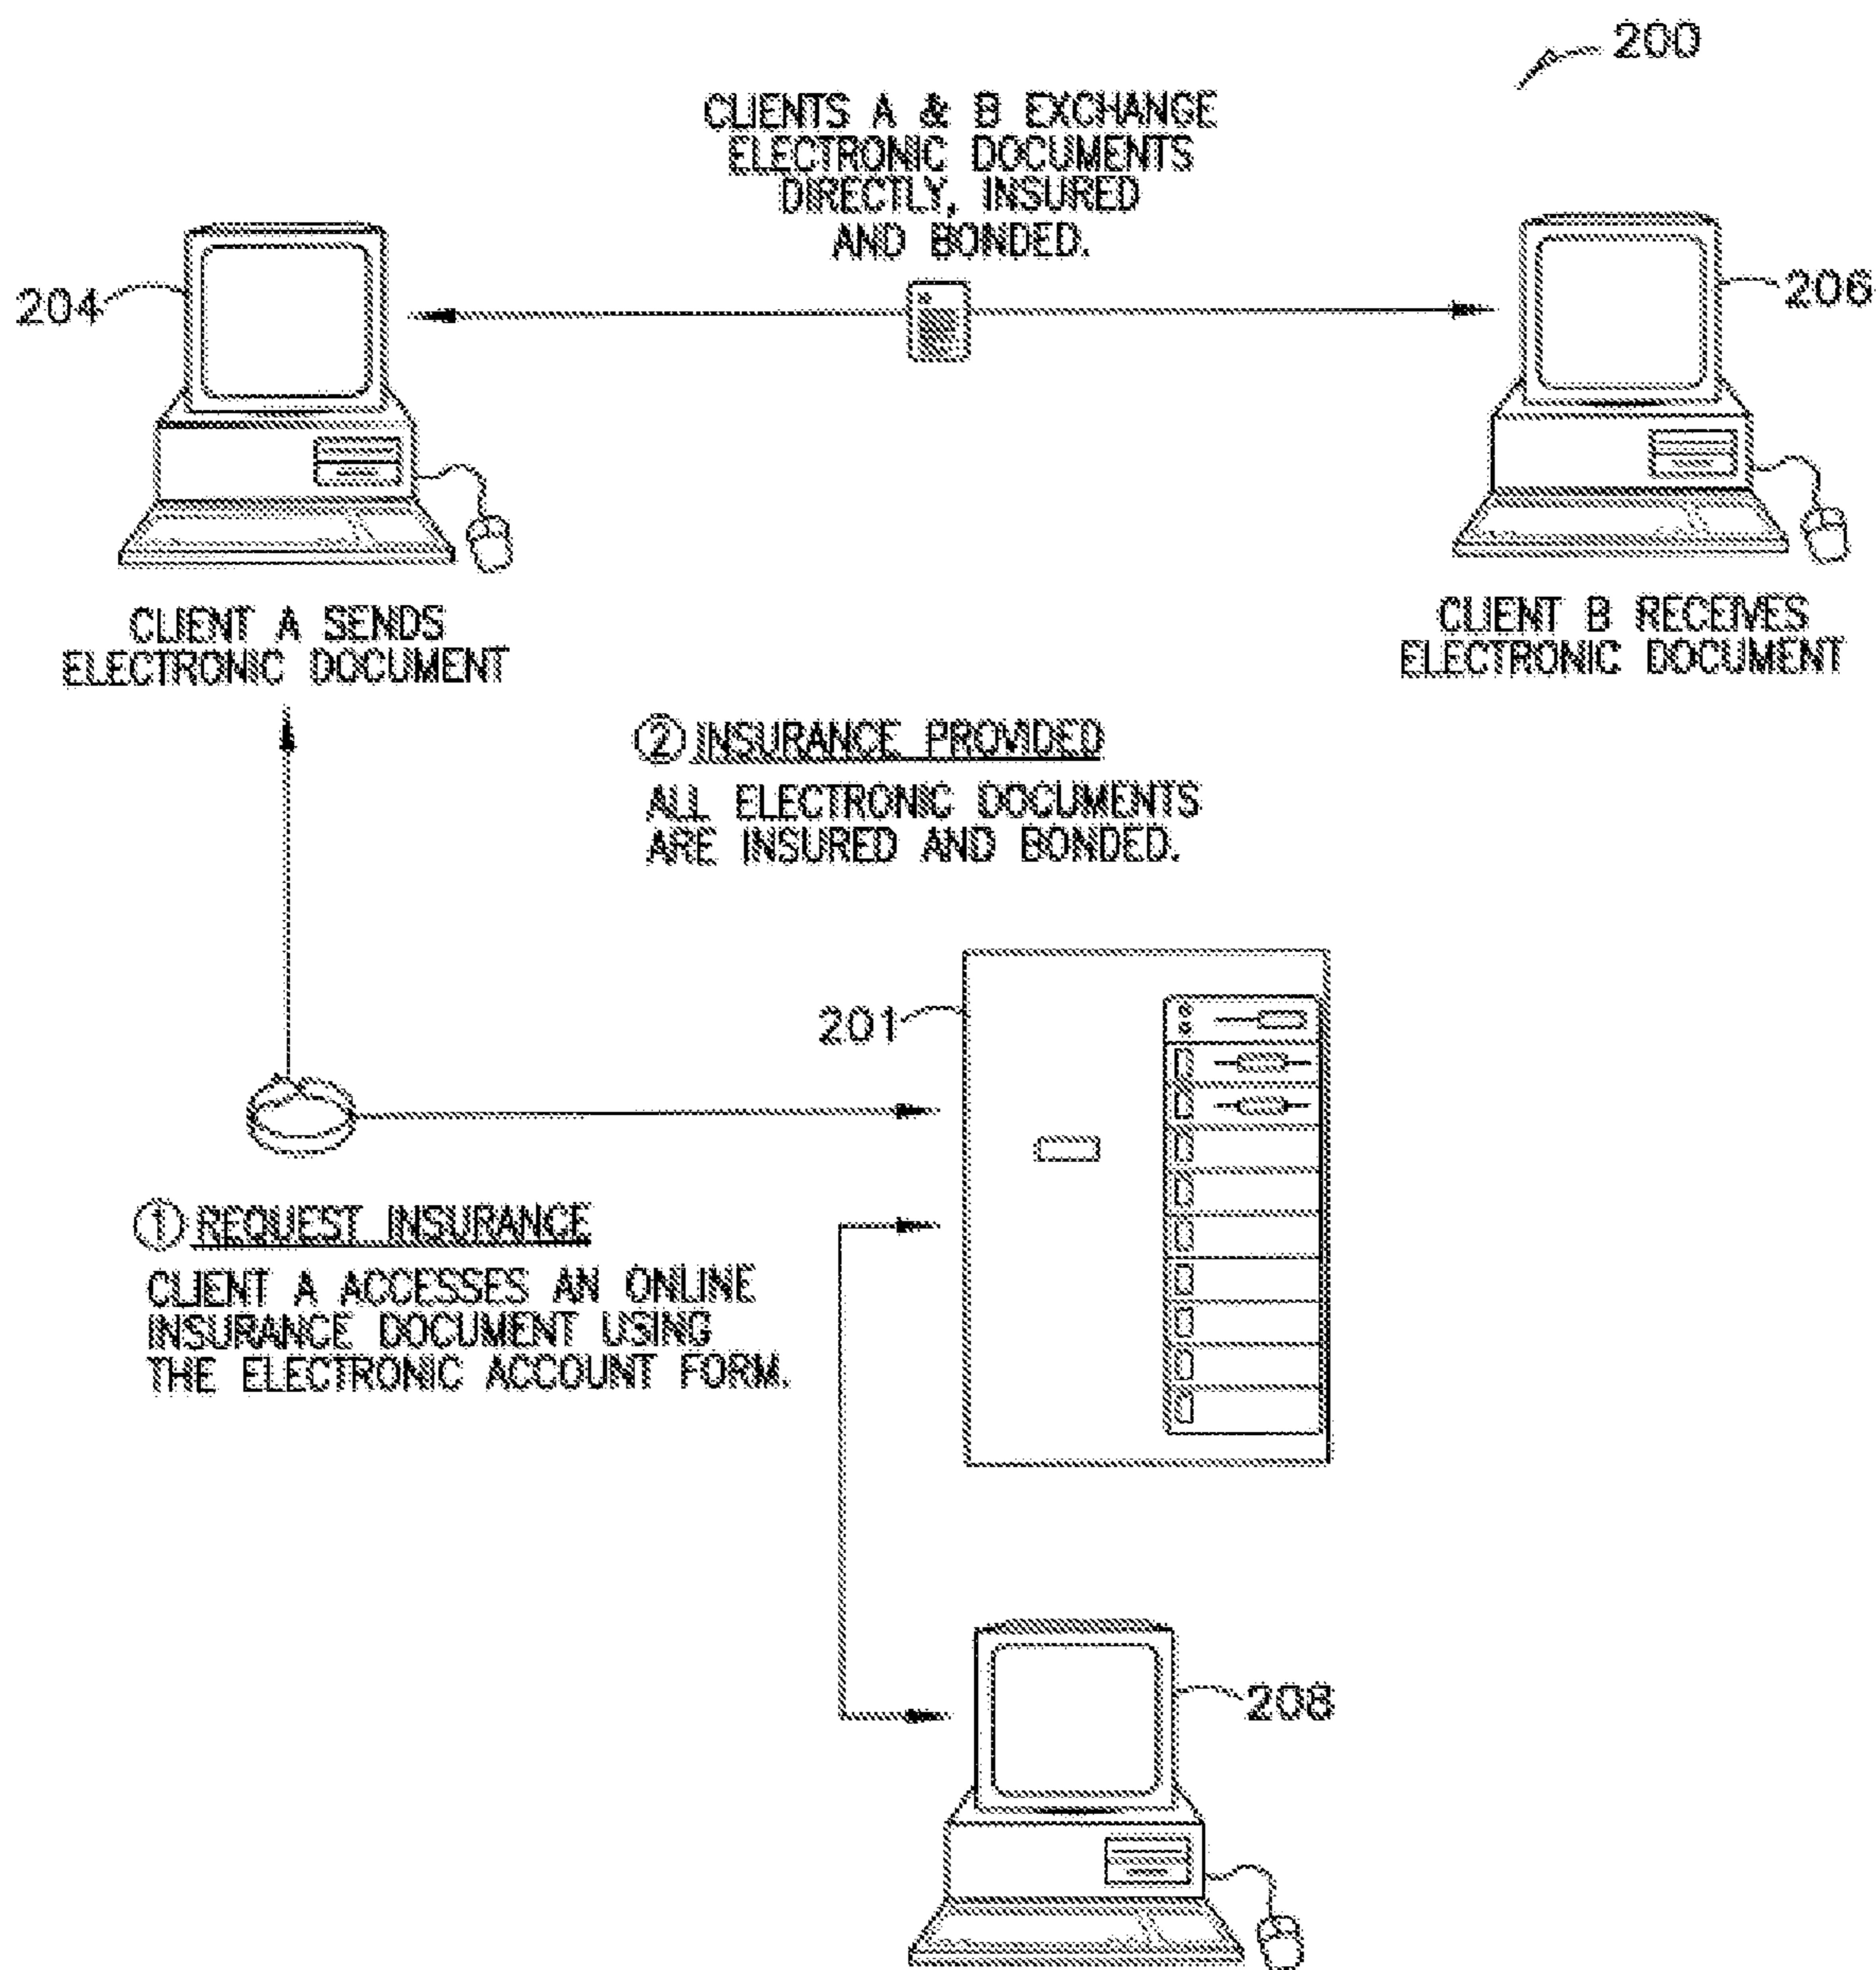 200
CLIENTS A & B EXCHANGE
ELECTRONIC DOCUMENTS
DIRECTLY, INSURED
AND BONDED.
204
206
CLIENT A SENDS
ELECTRONIC DOCUMENT
CLIENT B RECEIVES
ELECTRONIC DOCUMENT
② INSURANCE PROVIDED
ALL ELECTRONIC DOCUMENTS
ARE INSURED AND BONDED.
201
① REQUEST INSURANCE
CLIENT A ACCESSES AN ONLINE
INSURANCE DOCUMENT USING
THE ELECTRONIC ACCOUNT FORM.
208